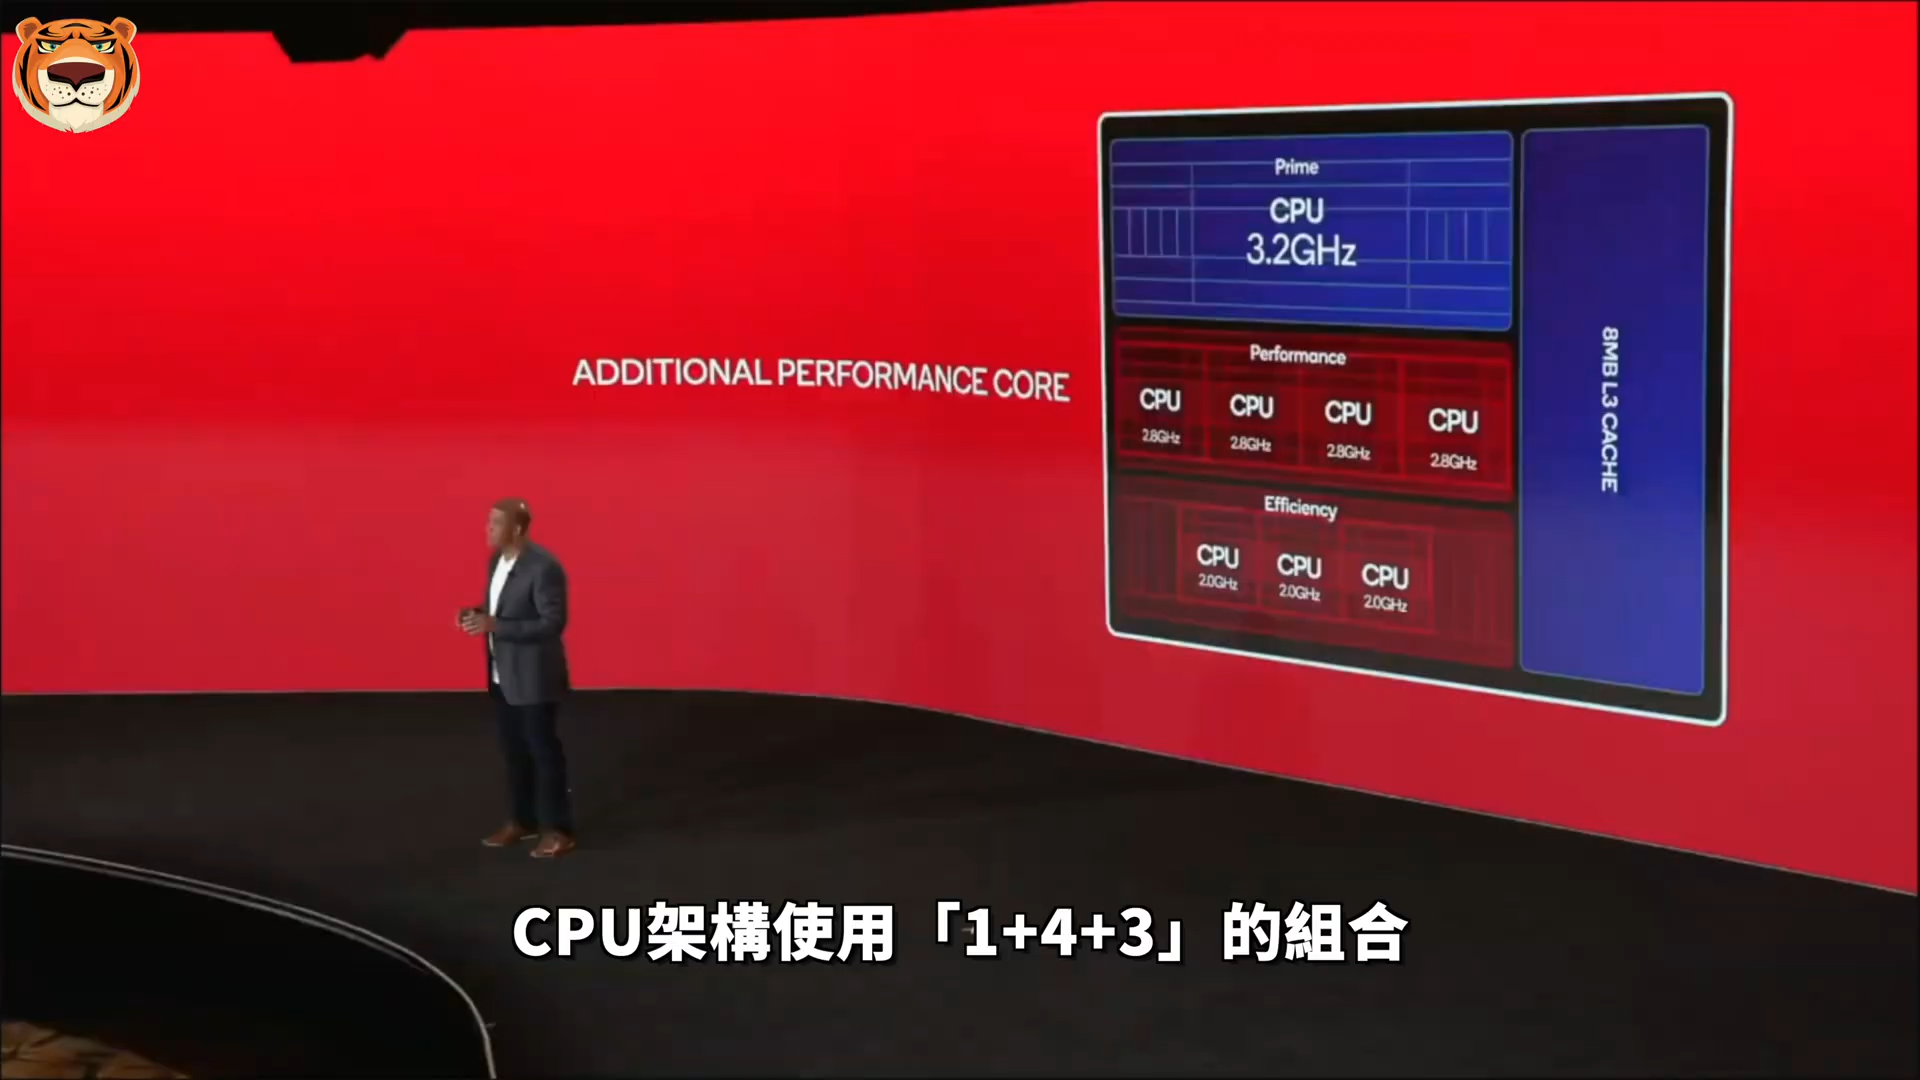 ADDITIONAL PERFORMANCE CORE
Prime
CPU
3.2GHz
Performance
CPU CPU CPU CPU
2.8GHz 2.8GHz 2.8GHz 2.8GHz
Efficiency
CPU CPU CPU
2.0GHz 2.0GHz 2.0GHz
8MB L3 CACHE
CPU架構使用「1+4+3」的組合